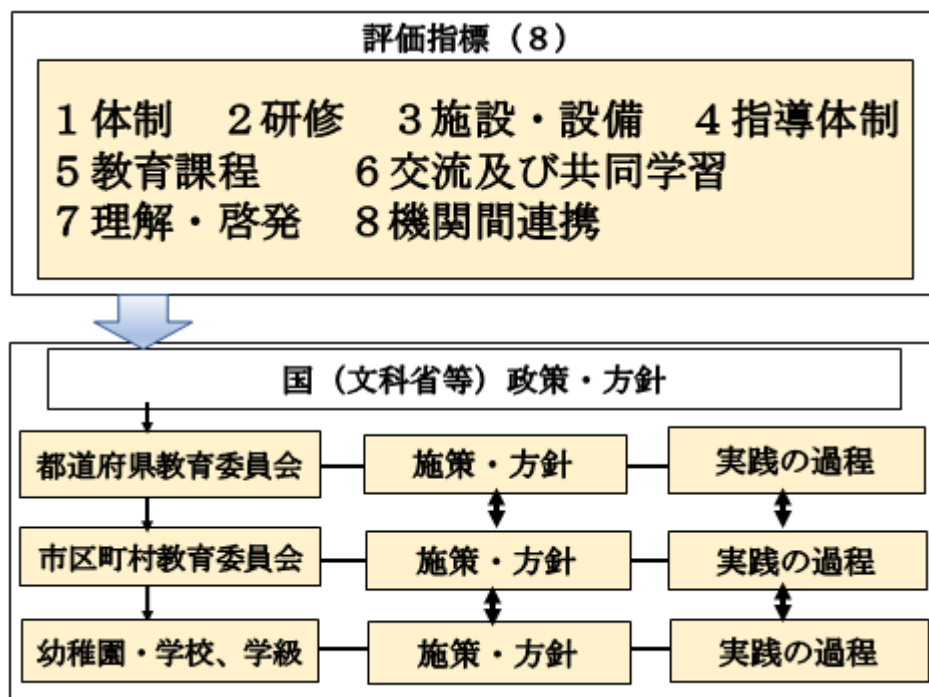 評価指標（８）
１体制　２研修　３施設・設備　４指導体制
５教育課程　　６交流及び共同学習
７理解・啓発　８機関間連携
国（文科省等）政策・方針
都道府県教育委員会　施策・方針　実践の過程
市区町村教育委員会　施策・方針　実践の過程
幼稚園・学校、学級　施策・方針　実践の過程